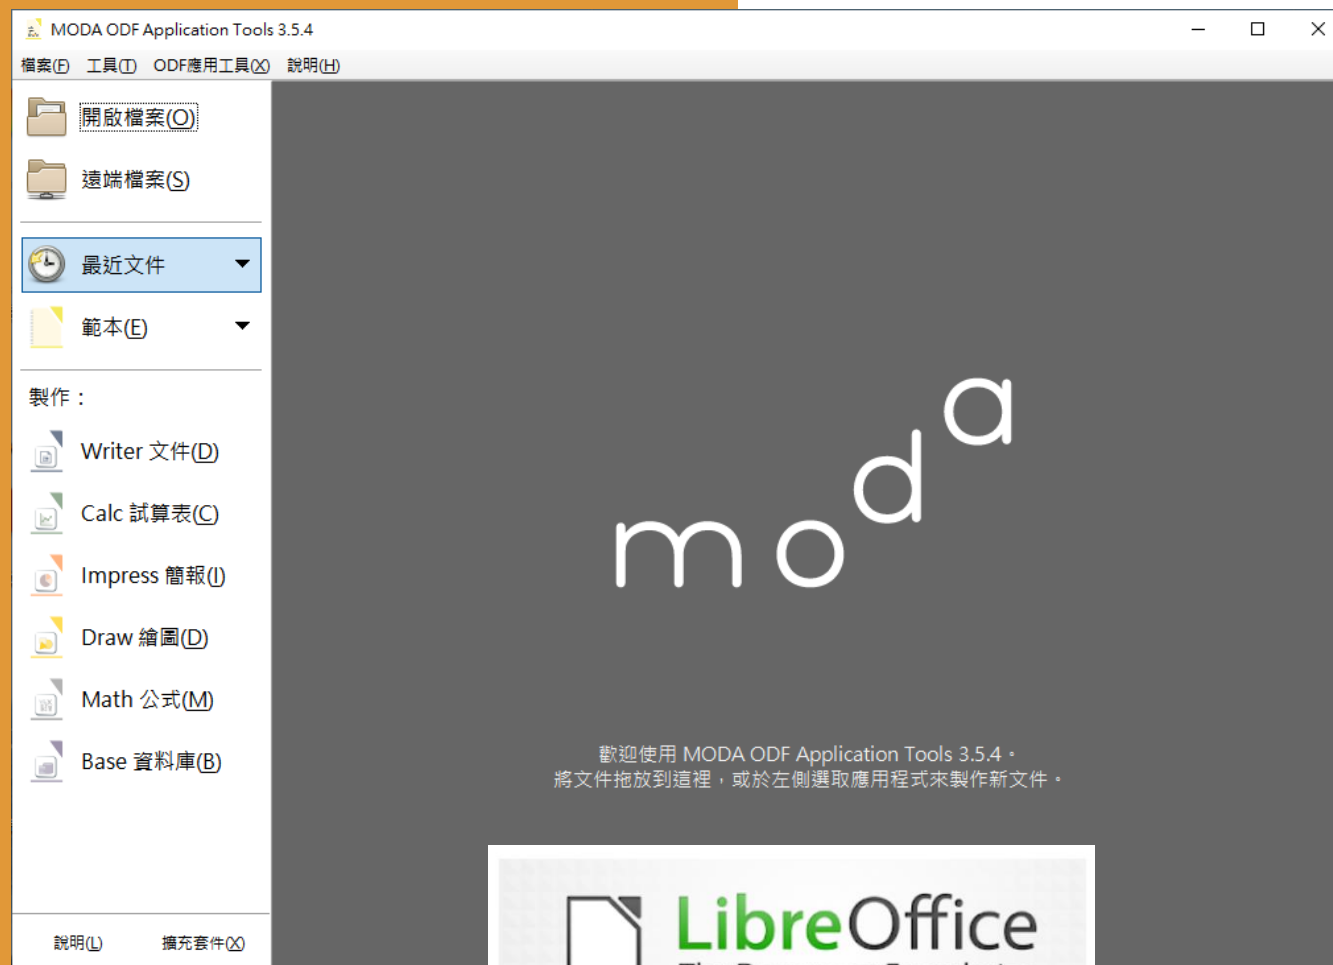 MODA ODF Application Tools 3.5.4
檔案(F) 工具(T) ODF應用工具(X) 說明(H)
開啟檔案(O)
遠端檔案(S)
最近文件
範本(E)
製作：
Writer 文件(D)
Calc 試算表(C)
Impress 簡報(I)
Draw 繪圖(D)
Math 公式(M)
Base 資料庫(B)
說明(L) 擴充套件(X)
moda
歡迎使用 MODA ODF Application Tools 3.5.4。
將文件拖放到這裡，或於左側選取應用程式來製作新文件。
LibreOffice